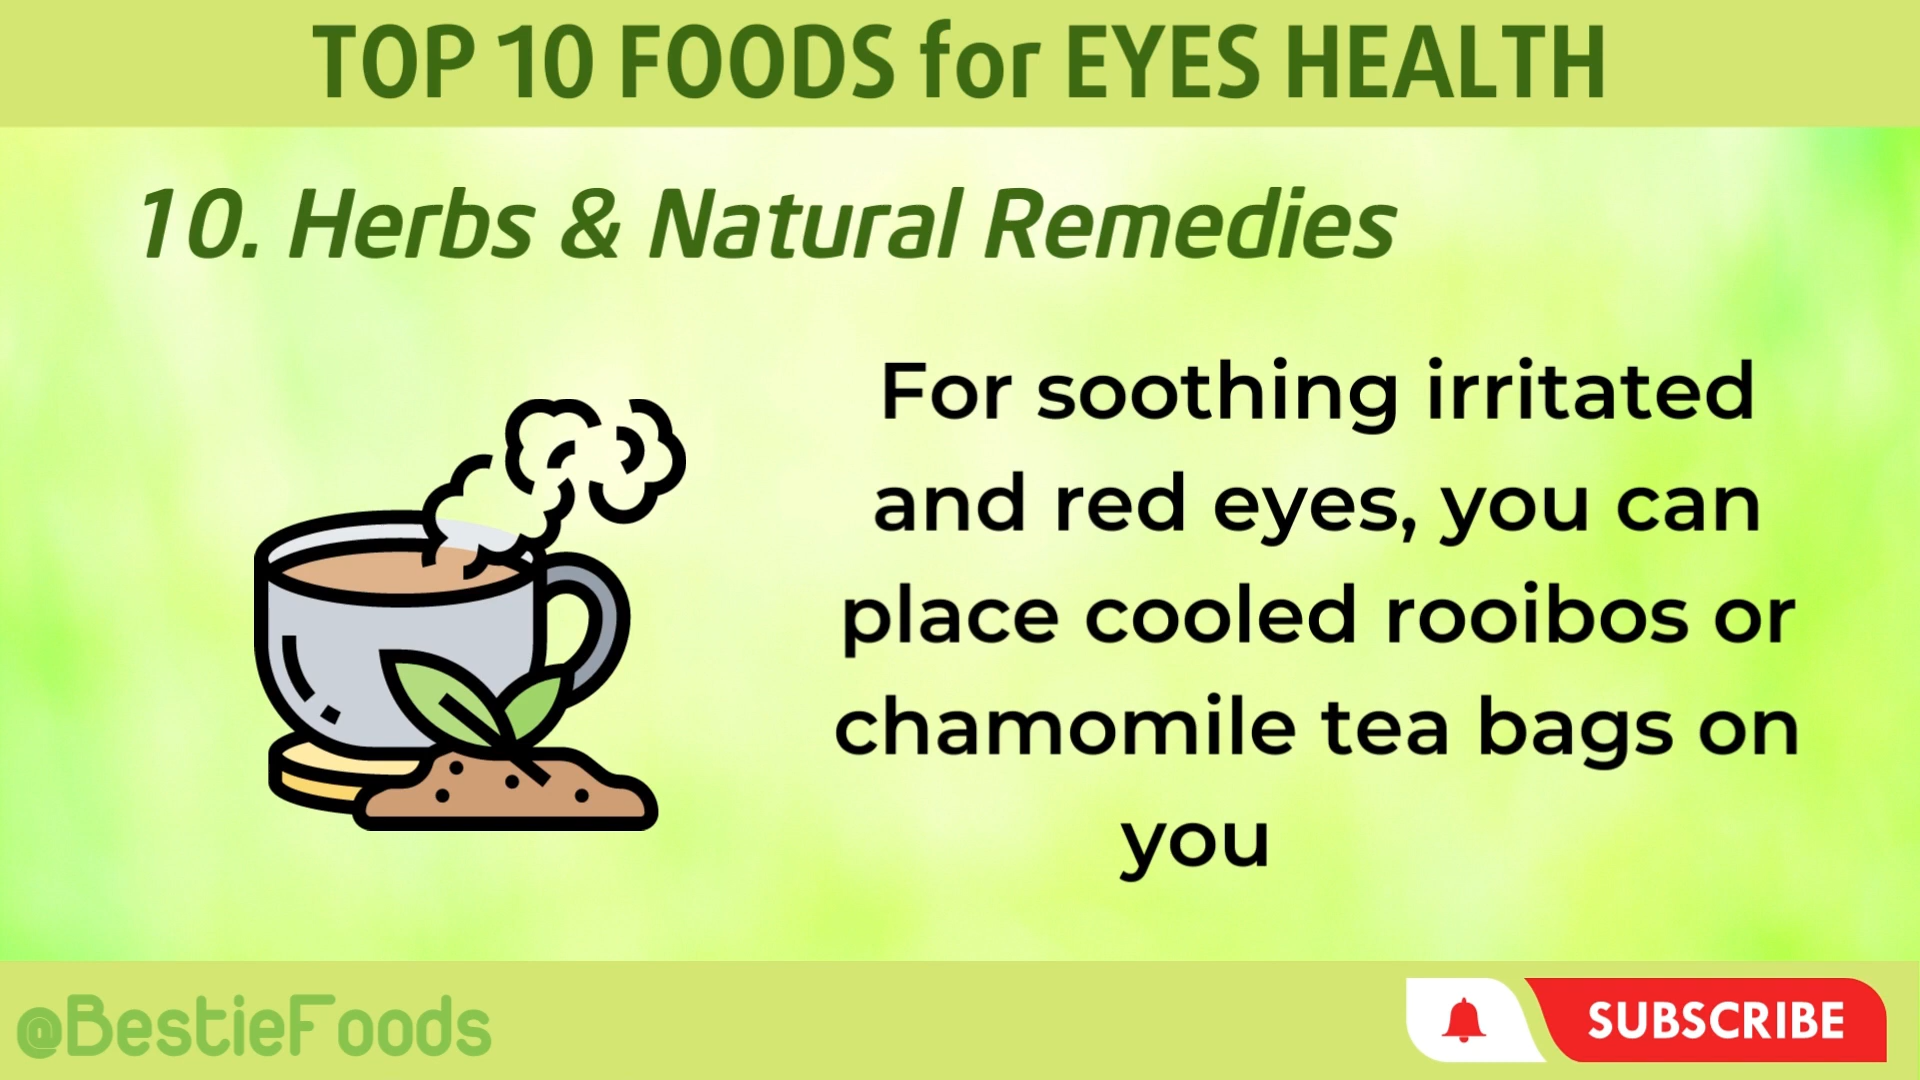 TOP 10 FOODS for EYES HEALTH
10. Herbs & Natural Remedies
For soothing irritated
and red eyes, you can
place cooled rooibos or
chamomile tea bags on
you
@BestieFoods
SUBSCRIBE